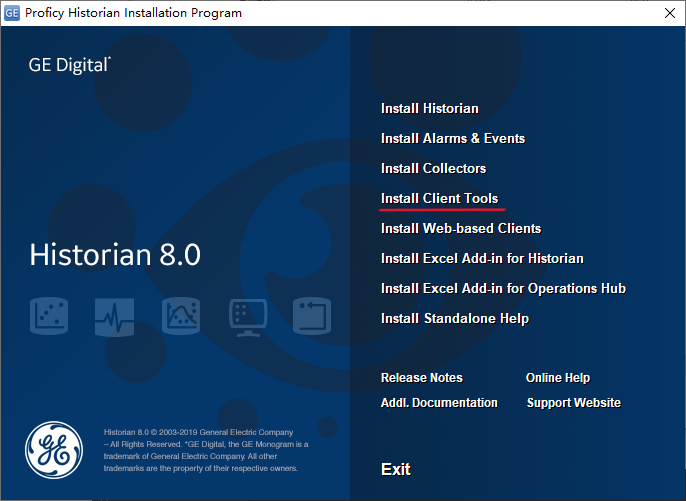 GE Proficy Historian Installation Program
GE Digital*
Install Historian
Install Alarms & Events
Install Collectors
Install Client Tools
Install Web-based Clients
Install Excel Add-in for Historian
Install Excel Add-in for Operations Hub
Install Standalone Help
Historian 8.0
Release Notes Online Help
Addl. Documentation Support Website
Historian 8.0 © 2003-2019 General Electric Company
– All Rights Reserved. *GE Digital, the GE Monogram is a
trademark of General Electric Company. All other
trademarks are the property of their respective owners.
GE
Exit